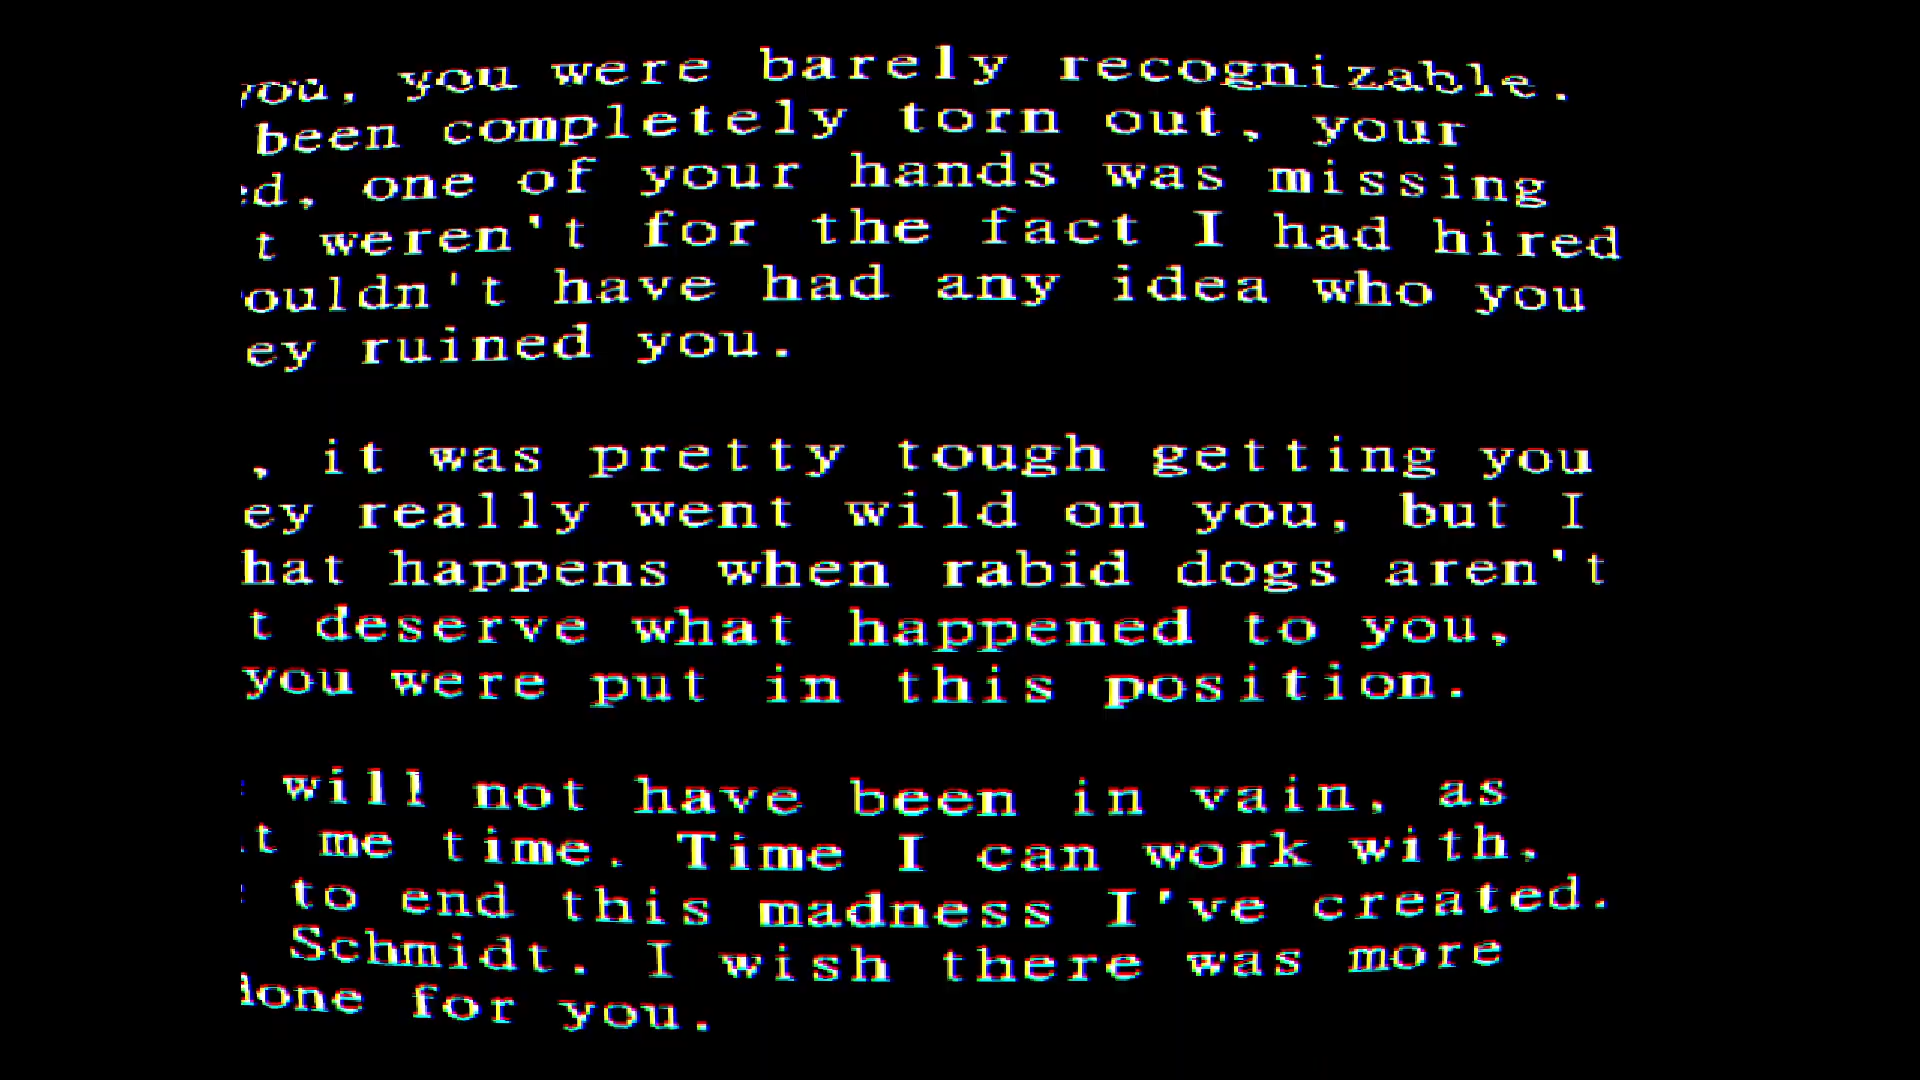 you, you were barely recognizable.
been completely torn out, your
ed, one of your hands was missing
t weren't for the fact I had hired
ouldn't have had any idea who you
ey ruined you.
, it was pretty tough getting you
ey really went wild on you, but I
hat happens when rabid dogs aren't
t deserve what happened to you,
you were put in this position.
will not have been in vain, as
t me time. Time I can work with,
to end this madness I've created.
Schmidt. I wish there was more
done for you.